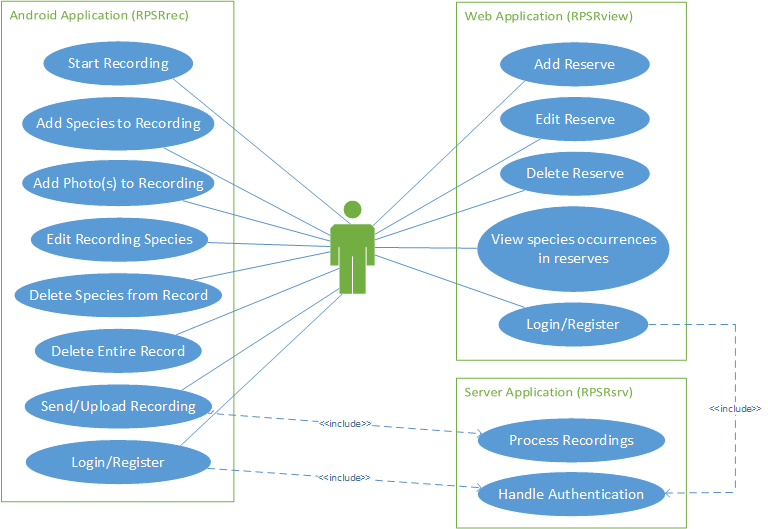 Android Application (RPSRrec)
Start Recording
Add Species to Recording
Add Photo(s) to Recording
Edit Recording Species
Delete Species from Record
Delete Entire Record
Send/Upload Recording
Login/Register
Web Application (RPSRview)
Add Reserve
Edit Reserve
Delete Reserve
View species occurrences
in reserves
Login/Register
Server Application (RPSRsrv)
Process Recordings
Handle Authentication
<<include>>
<<include>>
<<include>>